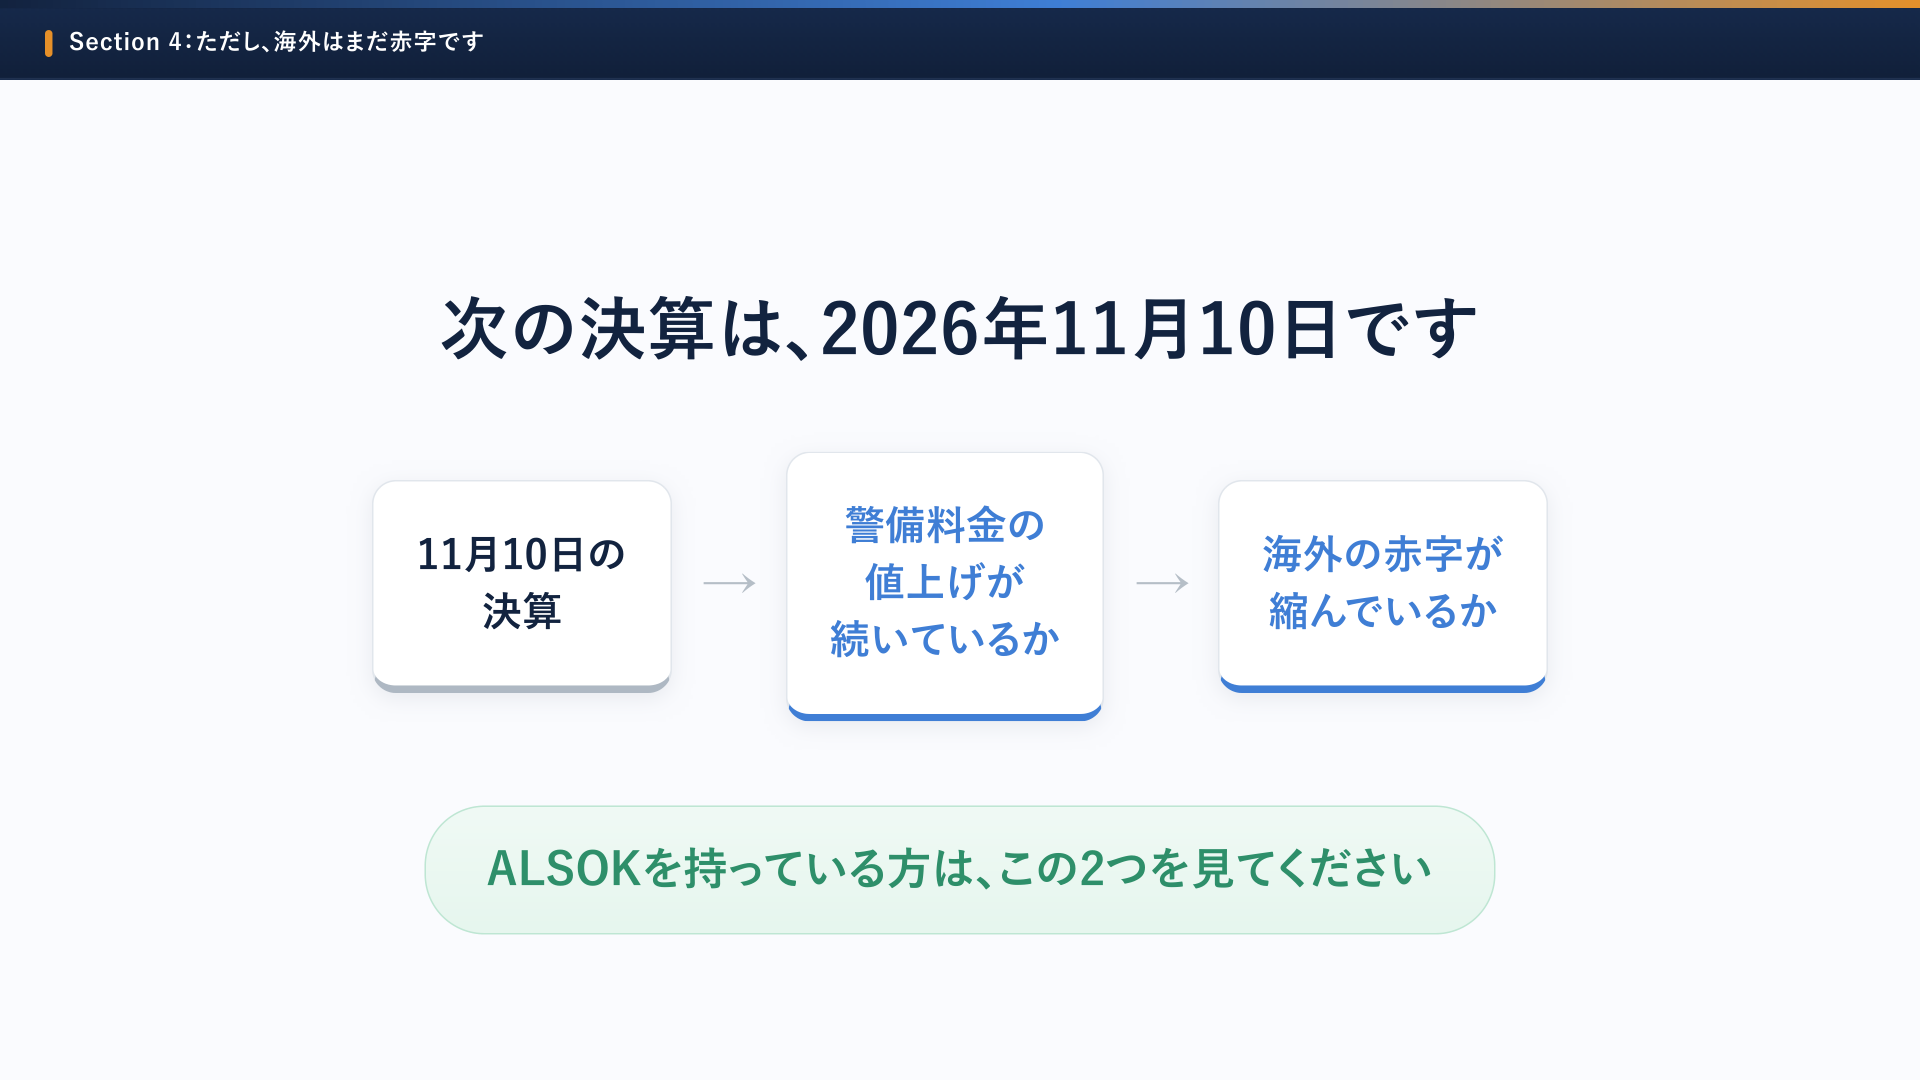 Section 4：ただし、海外はまだ赤字です
次の決算は、2026年11月10日です
11月10日の
決算
→
警備料金の
値上げが
続いているか
→
海外の赤字が
縮んでいるか
ALSOKを持っている方は、この2つを見てください